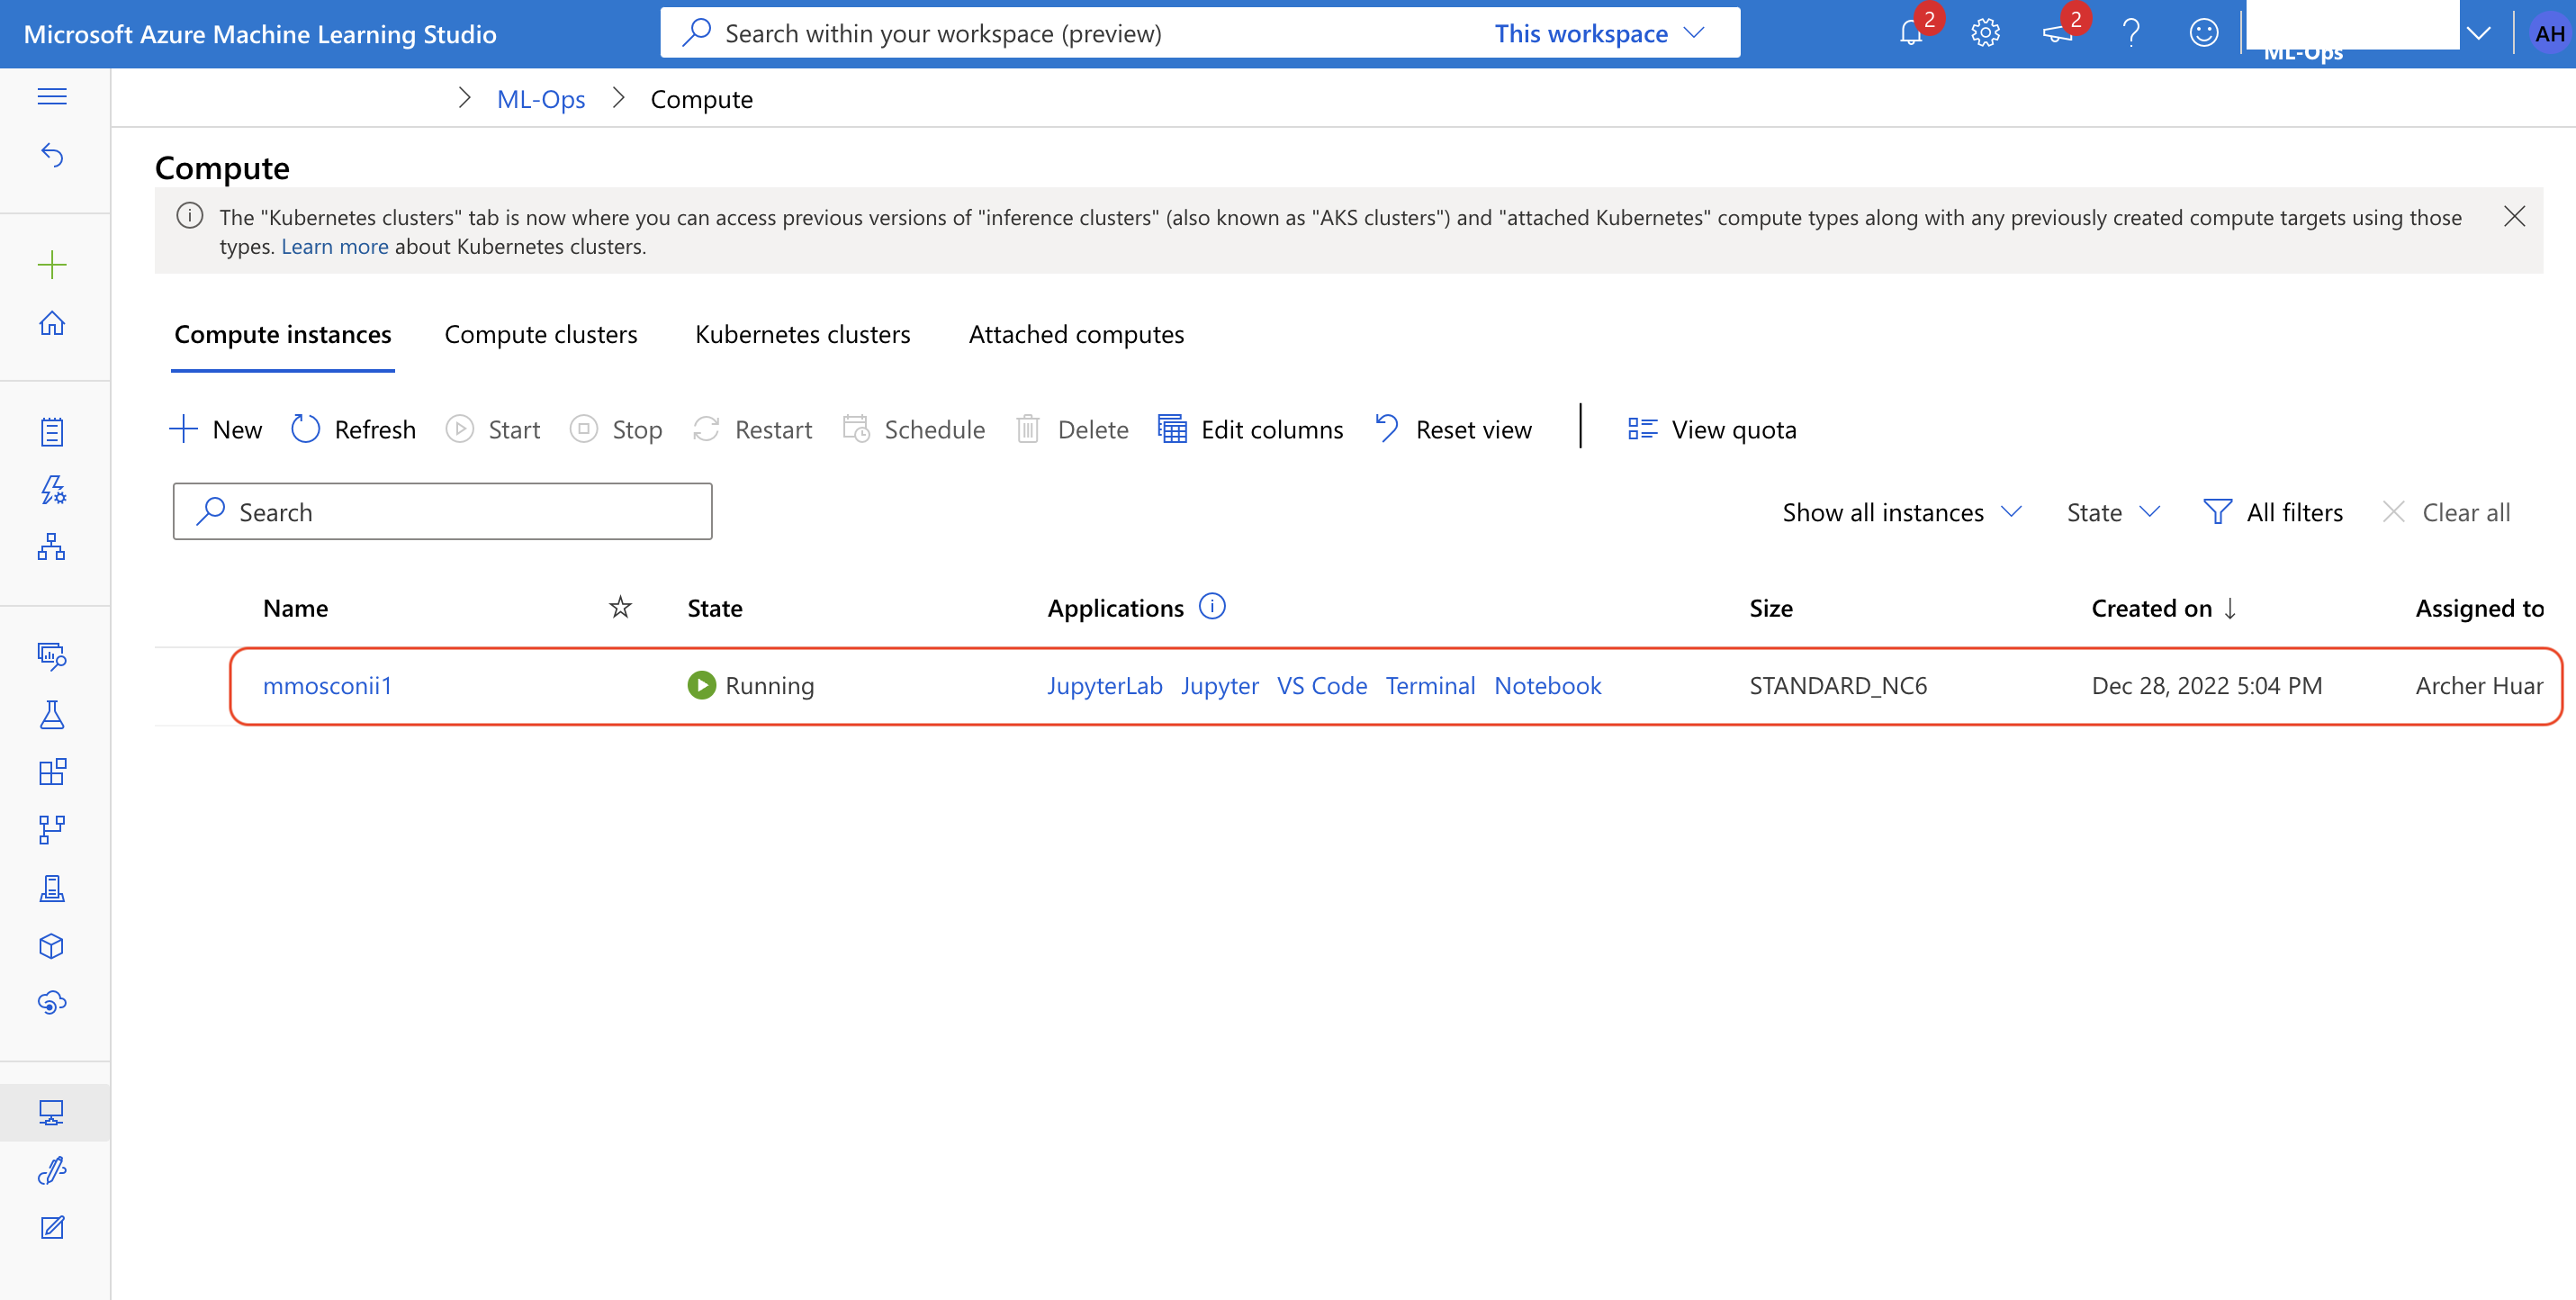 Microsoft Azure Machine Learning Studio
Search within your workspace (preview)
This workspace
2
2
ML-Ops
AH
ML-Ops
Compute
Compute
The "Kubernetes clusters" tab is now where you can access previous versions of "inference clusters" (also known as "AKS clusters") and "attached Kubernetes" compute types along with any previously created compute targets using those
types. Learn more about Kubernetes clusters.
Compute instances
Compute clusters
Kubernetes clusters
Attached computes
New
Refresh
Start
Stop
Restart
Schedule
Delete
Edit columns
Reset view
View quota
Search
Show all instances
State
All filters
Clear all
Name
State
Applications
Size
Created on
Assigned to
mmosconii1
Running
JupyterLab Jupyter VS Code Terminal Notebook
STANDARD_NC6
Dec 28, 2022 5:04 PM
Archer Huar